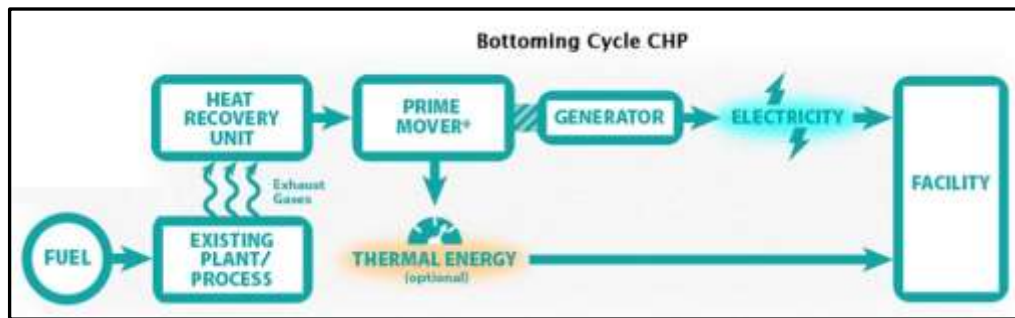 Bottoming Cycle CHP
HEAT
RECOVERY
UNIT
PRIME
MOVER*
GENERATOR
ELECTRICITY
FACILITY
Exhaust
Gases
FUEL
EXISTING
PLANT/
PROCESS
THERMAL ENERGY
(optional)